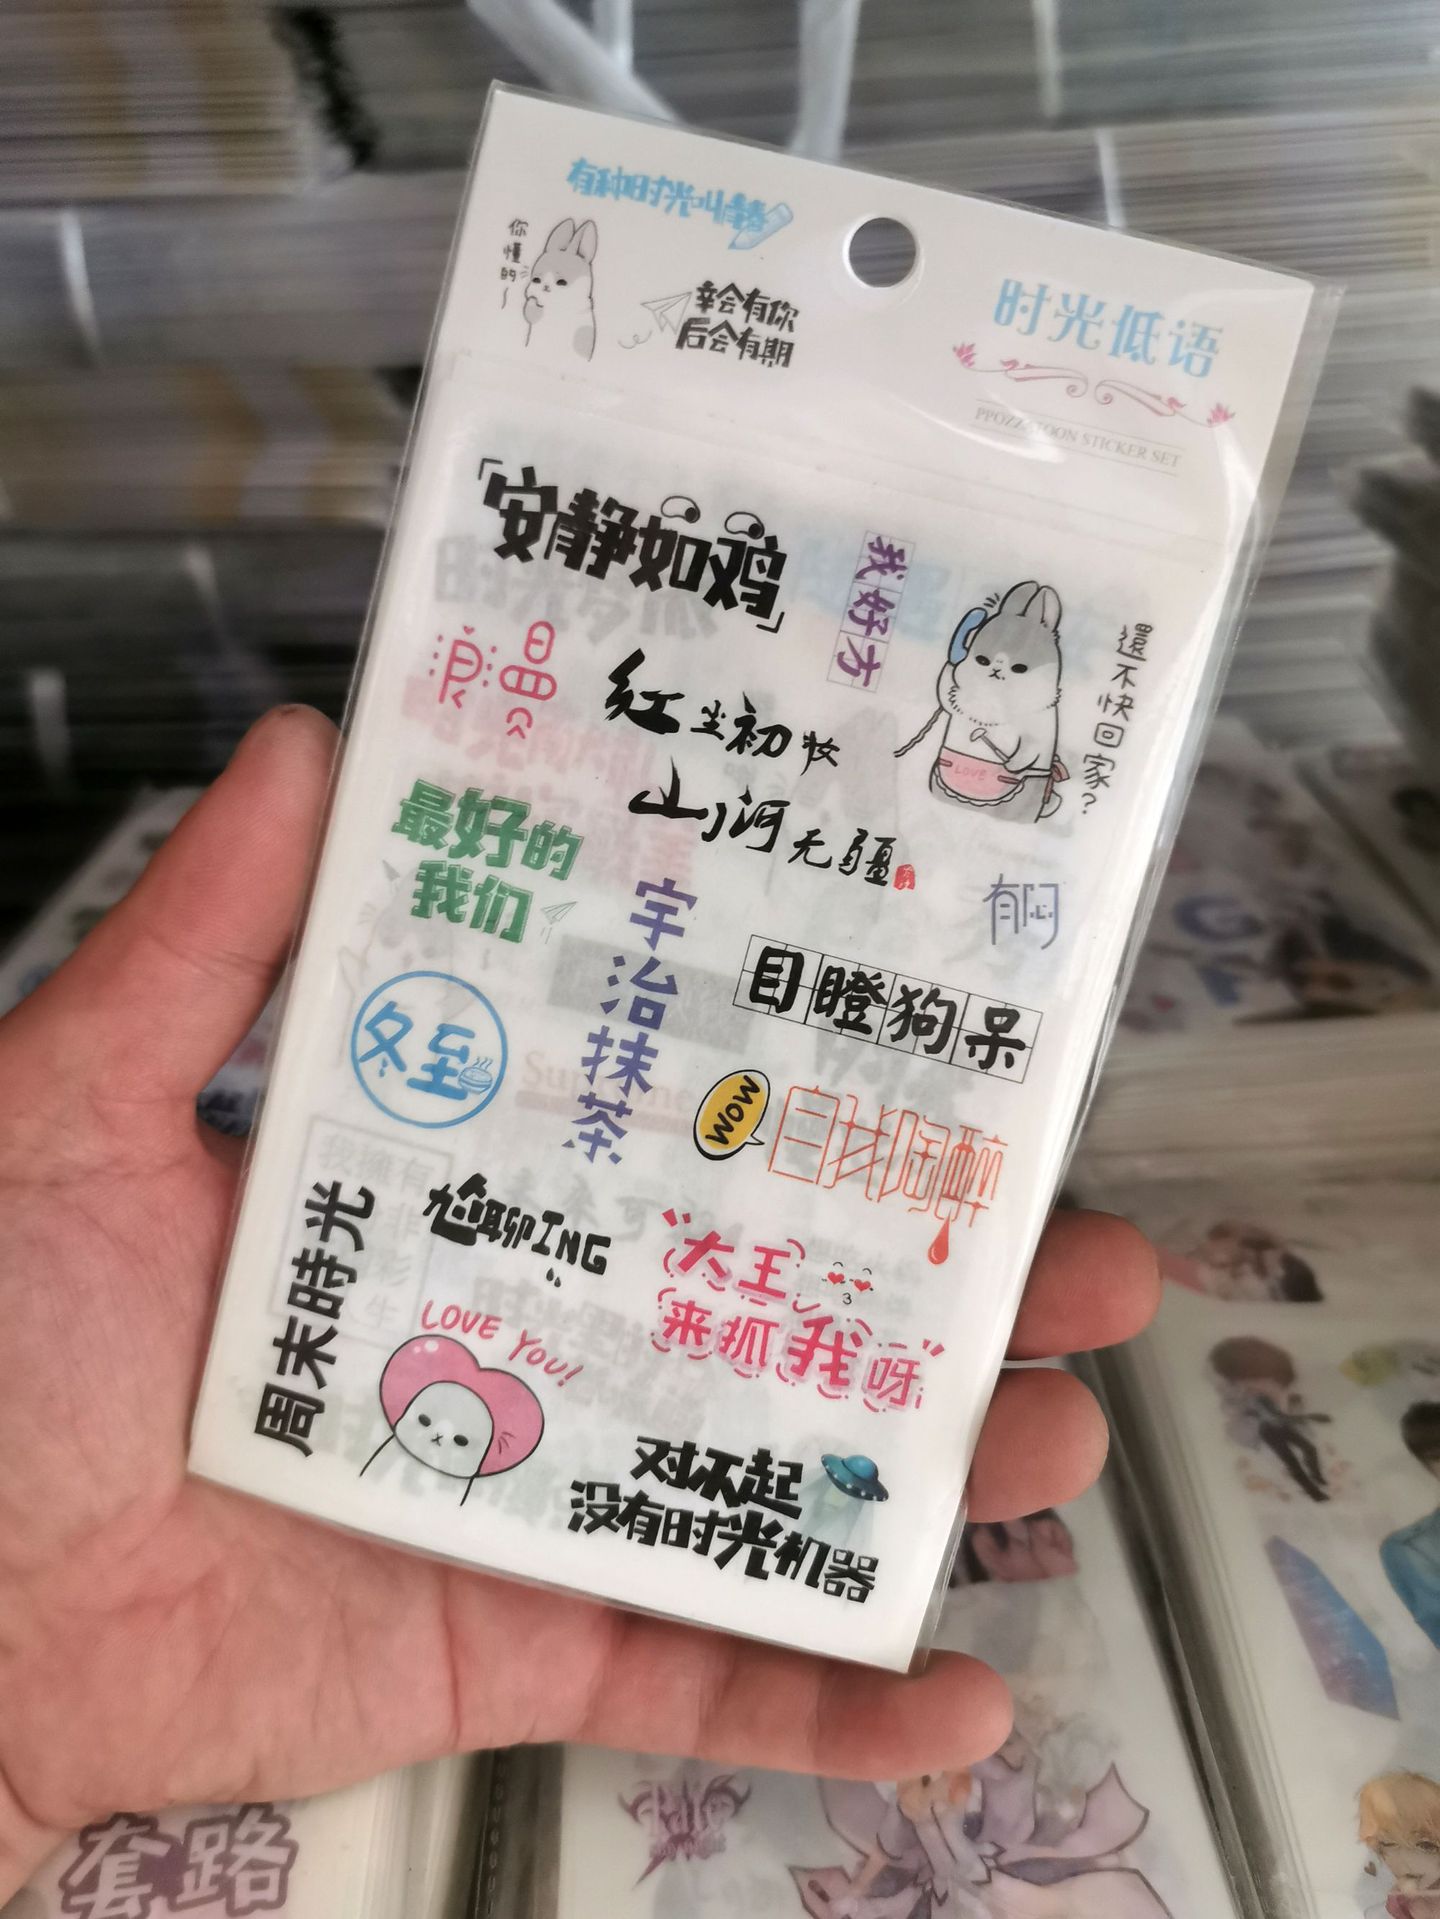 有种时光叫青春
你懂的~
幸会有你
后会有期
时光低语
STICKER SET
「安静如鸡」
我好方
還不快回家?
浪漫
红尘初妆
山河无疆
LOVE
最好的
我们
宇治抹茶
有闷
目瞪狗呆
冬至
WOW
自我陶醉
周末時光
尴聊ING
大王
来抓我呀
LOVE YOU!
对不起
没有时光机器
套路